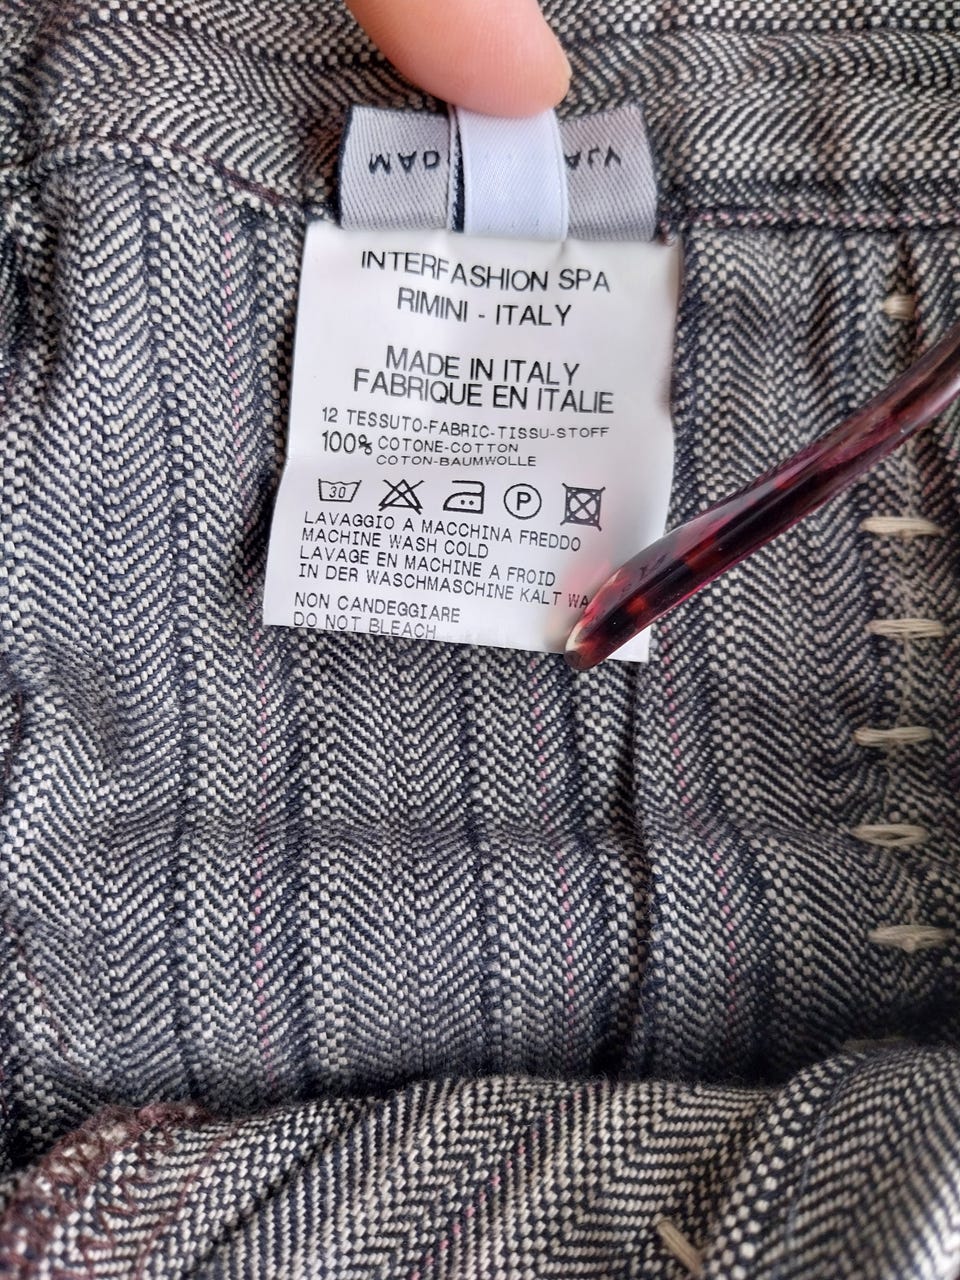 INTERFASHION SPA
RIMINI - ITALY
MADE IN ITALY
FABRIQUE EN ITALIE
12 TESSUTO-FABRIC-TISSU-STOFF
100% COTONE-COTTON
COTON-BAUMWOLLE
30
P
LAVAGGIO A MACCHINA FREDDO
MACHINE WASH COLD
LAVAGE EN MACHINE A FROID
IN DER WASCHMASCHINE KALT
NON CANDEGGIARE
DO NOT BLEACH